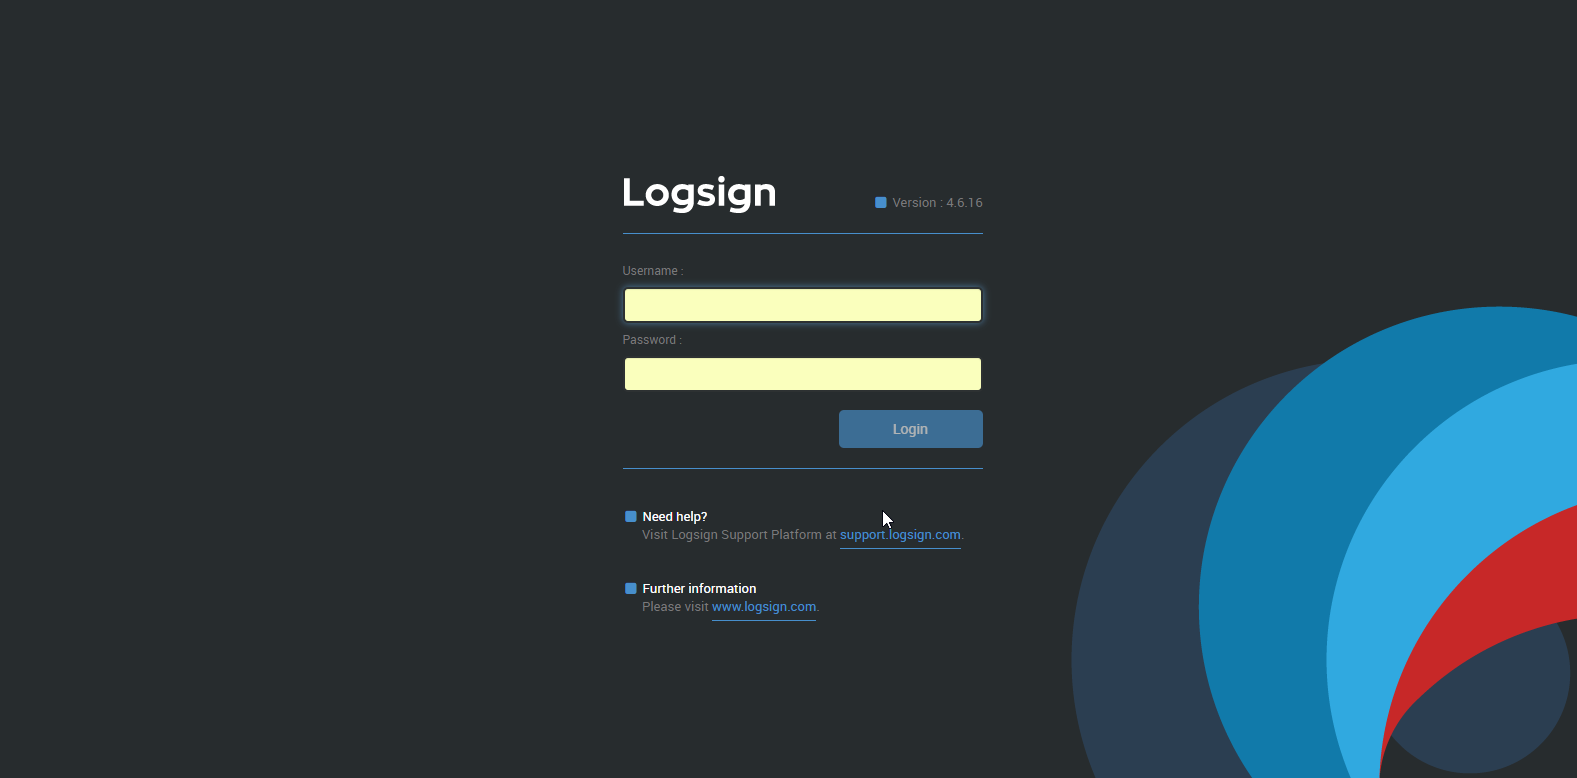 Logsign
Version : 4.6.16
Username :
Password :
Login
Need help?
Visit Logsign Support Platform at support.logsign.com.
Further information
Please visit www.logsign.com.